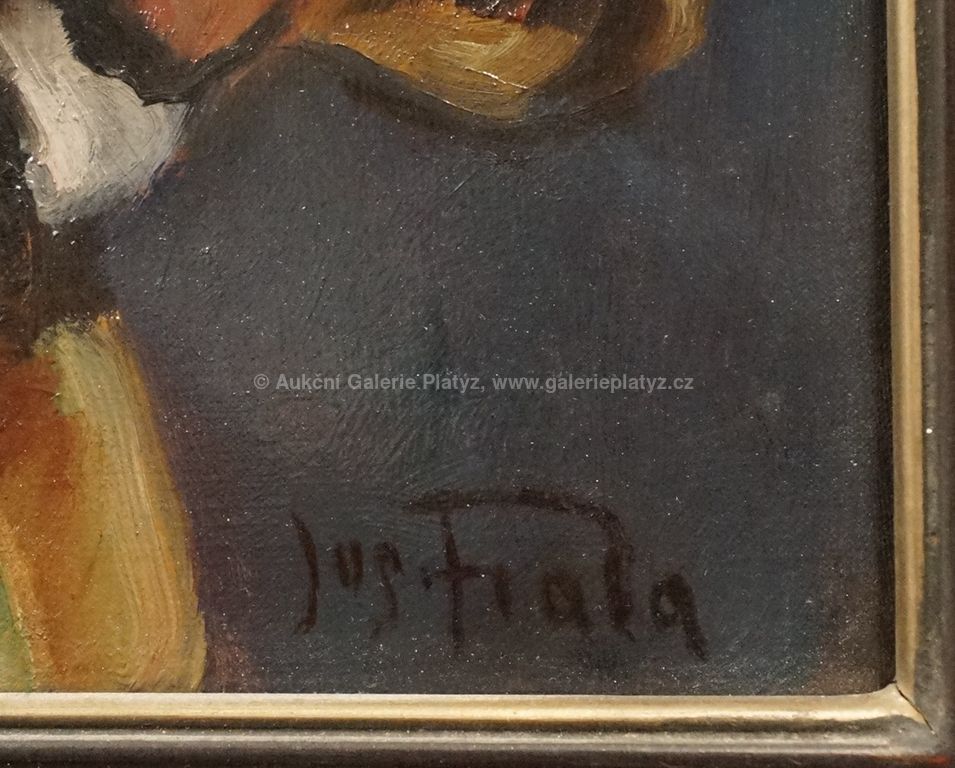 © Aukční Galerie Platýz, www.galerieplatyz.cz
Jos. Fiala